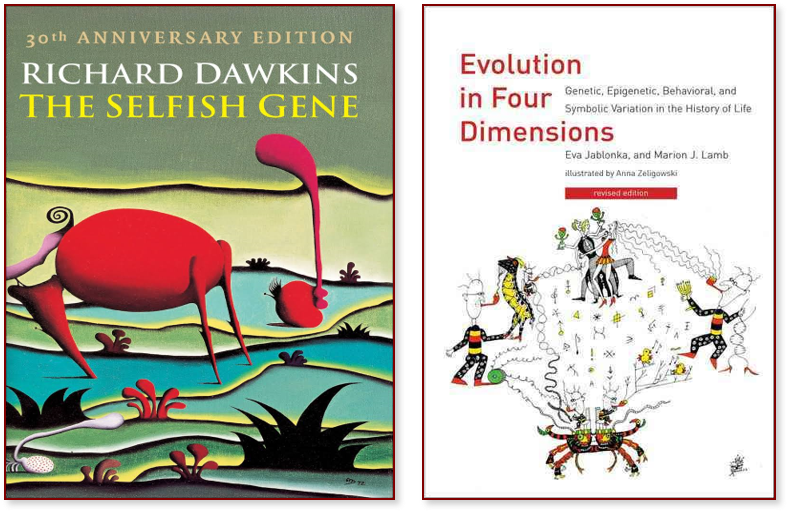 30th ANNIVERSARY EDITION
RICHARD DAWKINS
THE SELFISH GENE
Evolution
in Four
Dimensions
Genetic, Epigenetic, Behavioral, and
Symbolic Variation in the History of Life
Eva Jablonka, and Marion J. Lamb
illustrated by Anna Zeligowski
revised edition